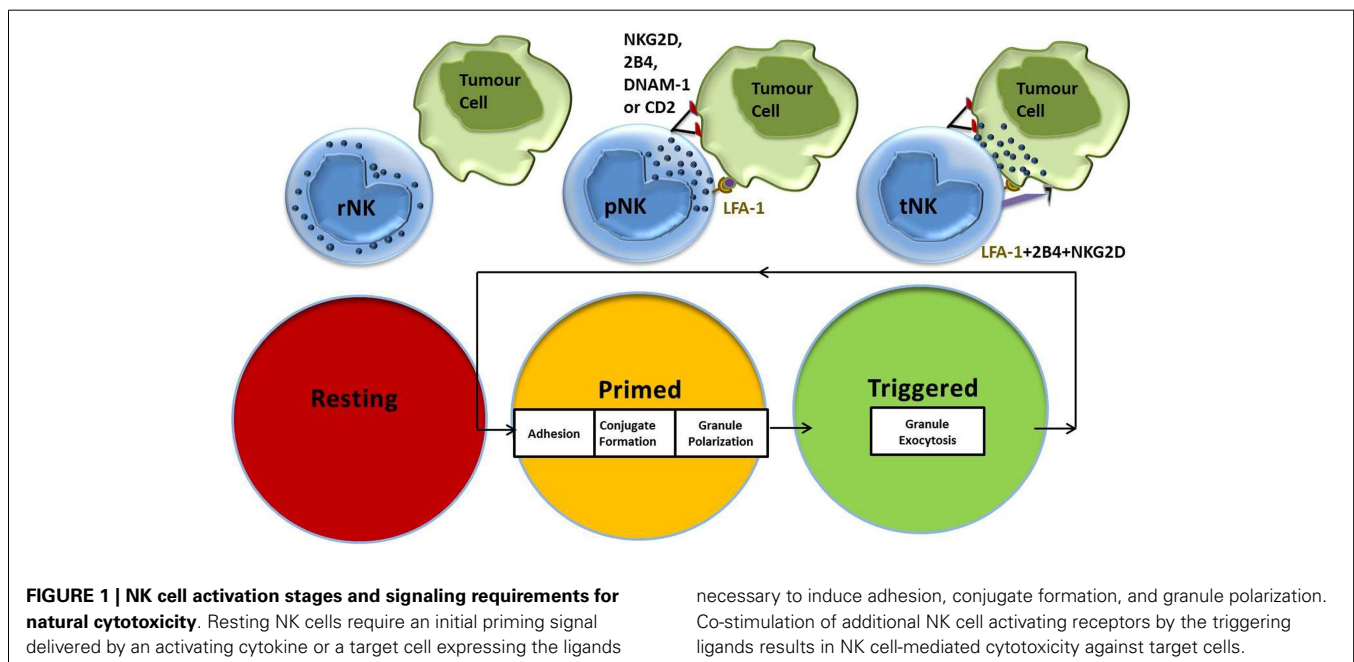 Tumour
Cell
rNK
NKG2D,
2B4,
DNAM-1
or CD2
Tumour
Cell
pNK
LFA-1
Tumour
Cell
tNK
LFA-1+2B4+NKG2D
Resting
Primed
Adhesion
Conjugate
Formation
Granule
Polarization
Triggered
Granule
Exocytosis
FIGURE 1 | NK cell activation stages and signaling requirements for
natural cytotoxicity. Resting NK cells require an initial priming signal
delivered by an activating cytokine or a target cell expressing the ligands
necessary to induce adhesion, conjugate formation, and granule polarization.
Co-stimulation of additional NK cell activating receptors by the triggering
ligands results in NK cell-mediated cytotoxicity against target cells.